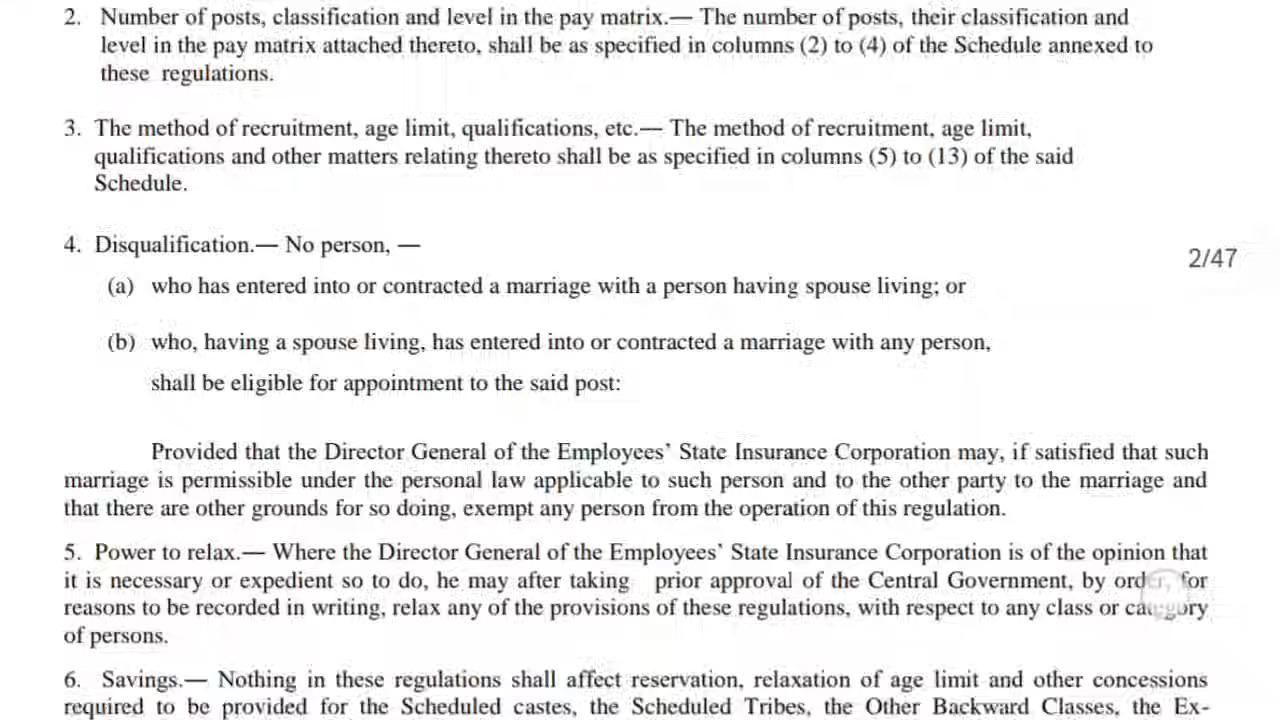 2. Number of posts, classification and level in the pay matrix.— The number of posts, their classification and
level in the pay matrix attached thereto, shall be as specified in columns (2) to (4) of the Schedule annexed to
these regulations.
3. The method of recruitment, age limit, qualifications, etc.— The method of recruitment, age limit,
qualifications and other matters relating thereto shall be as specified in columns (5) to (13) of the said
Schedule.
4. Disqualification.— No person, —
2/47
(a) who has entered into or contracted a marriage with a person having spouse living; or
(b) who, having a spouse living, has entered into or contracted a marriage with any person,
shall be eligible for appointment to the said post:
Provided that the Director General of the Employees’ State Insurance Corporation may, if satisfied that such
marriage is permissible under the personal law applicable to such person and to the other party to the marriage and
that there are other grounds for so doing, exempt any person from the operation of this regulation.
5. Power to relax.— Where the Director General of the Employees’ State Insurance Corporation is of the opinion that
it is necessary or expedient so to do, he may after taking prior approval of the Central Government, by order, for
reasons to be recorded in writing, relax any of the provisions of these regulations, with respect to any class or category
of persons.
6. Savings.— Nothing in these regulations shall affect reservation, relaxation of age limit and other concessions
required to be provided for the Scheduled castes, the Scheduled Tribes, the Other Backward Classes, the Ex-